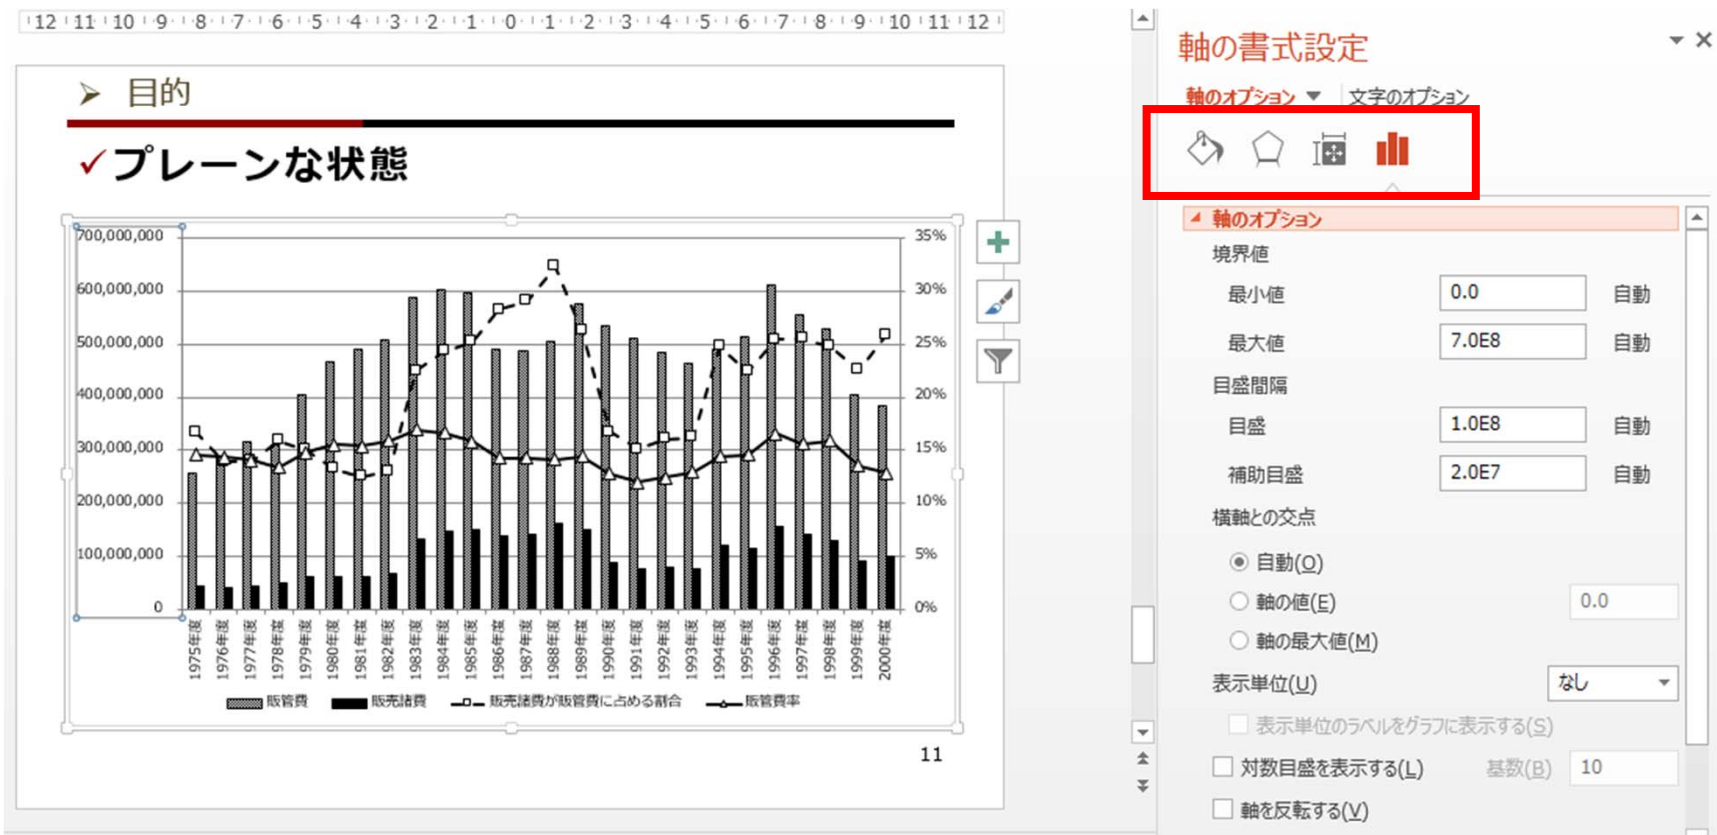 12 11 10 9 8 7 6 5 4 3 2 1 0 1 2 3 4 5 6 7 8 9 10 11 12
目的
プレーンな状態
700,000,000
600,000,000
500,000,000
400,000,000
300,000,000
200,000,000
100,000,000
0
35%
30%
25%
20%
15%
10%
5%
0%
1975年度
1976年度
1977年度
1978年度
1979年度
1980年度
1981年度
1982年度
1983年度
1984年度
1985年度
1986年度
1987年度
1988年度
1989年度
1990年度
1991年度
1992年度
1993年度
1994年度
1995年度
1996年度
1997年度
1998年度
1999年度
2000年度
販管費 販売諸費 販売諸費が販管費に占める割合 販管費率
11
軸の書式設定
軸のオプション 文字のオプション
軸のオプション
境界値
最小値 0.0 自動
最大値 7.0E8 自動
目盛間隔
目盛 1.0E8 自動
補助目盛 2.0E7 自動
横軸との交点
自動(O)
軸の値(E) 0.0
軸の最大値(M)
表示単位(U) なし
表示単位のラベルをグラフに表示する(S)
対数目盛を表示する(L) 基数(B) 10
軸を反転する(V)